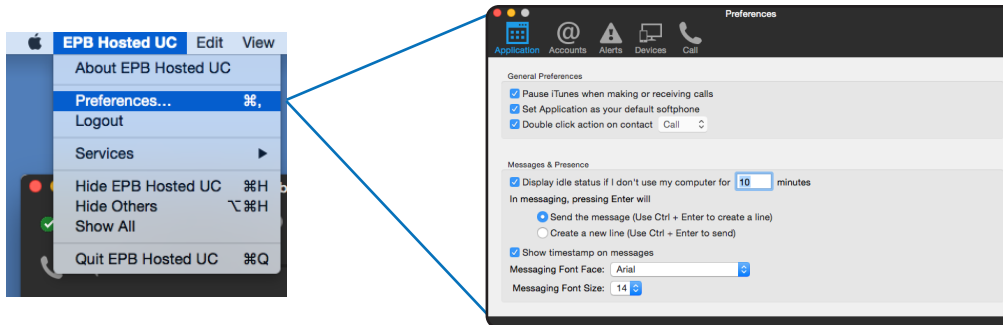 EPB Hosted UC Edit View
About EPB Hosted UC
Preferences... ⌘,
Logout
Services ▶
Hide EPB Hosted UC ⌘H
Hide Others ⌥⌘H
Show All
Quit EPB Hosted UC ⌘Q
Preferences
Application Accounts Alerts Devices Call
General Preferences
Pause iTunes when making or receiving calls
Set Application as your default softphone
Double click action on contact Call
Messages & Presence
Display idle status if I don't use my computer for 10 minutes
In messaging, pressing Enter will
Send the message (Use Ctrl + Enter to create a line)
Create a new line (Use Ctrl + Enter to send)
Show timestamp on messages
Messaging Font Face: Arial
Messaging Font Size: 14